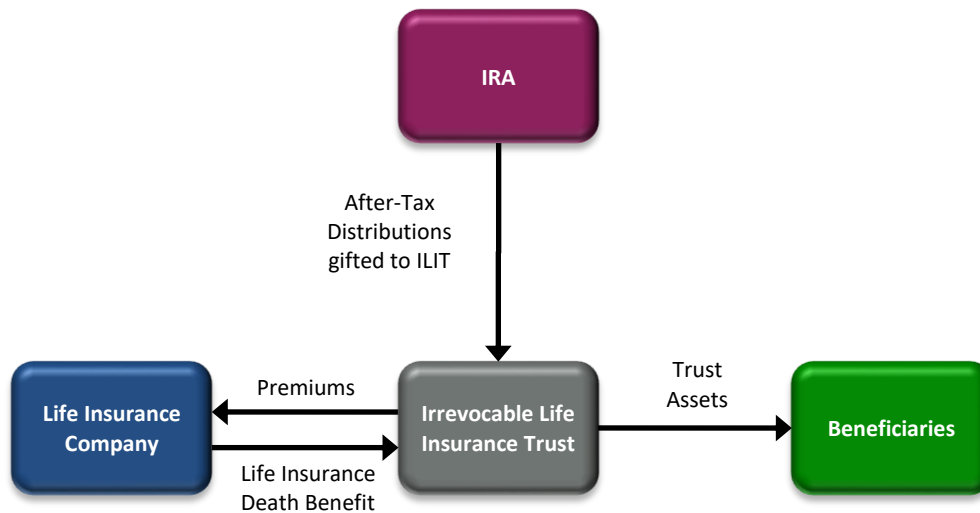 IRA
After-Tax
Distributions
gifted to ILIT
Premiums
Trust
Assets
Life Insurance
Company
Irrevocable Life
Insurance Trust
Beneficiaries
Life Insurance
Death Benefit